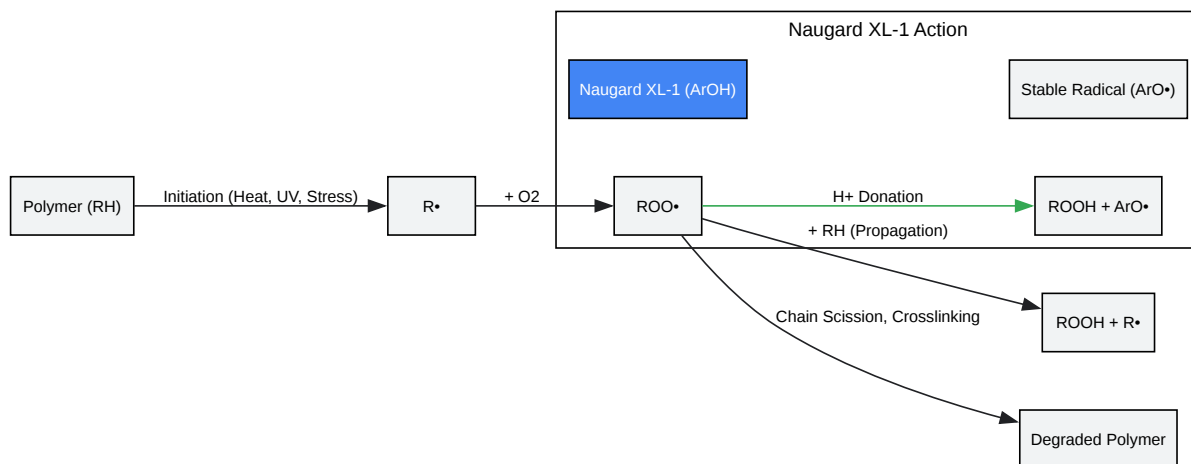 Naugard XL-1 Action
Naugard XL-1 (ArOH)
Stable Radical (ArO•)
Polymer (RH)
Initiation (Heat, UV, Stress)
R•
+ O2
ROO•
H+ Donation
ROOH + ArO•
+ RH (Propagation)
Chain Scission, Crosslinking
ROOH + R•
Degraded Polymer